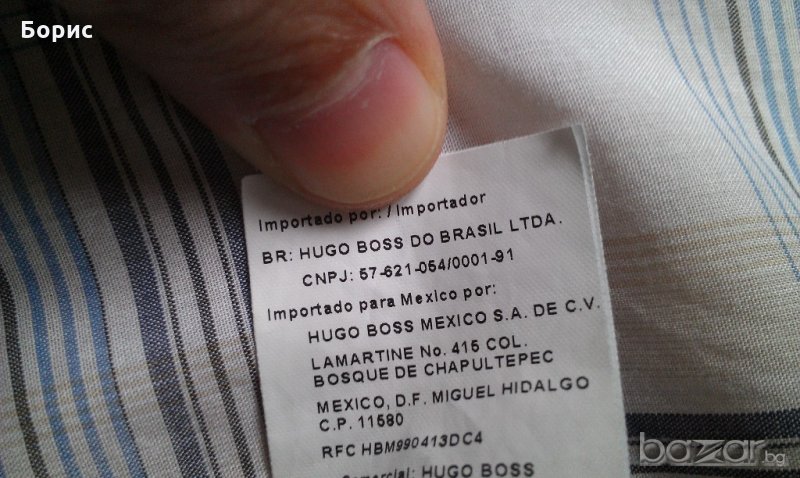 Борис
Importado por: / Importador
BR: HUGO BOSS DO BRASIL LTDA.
CNPJ: 57-621-054/0001-91
Importado para Mexico por:
HUGO BOSS MEXICO S.A. DE C.V.
LAMARTINE No. 415 COL.
BOSQUE DE CHAPULTEPEC
MEXICO, D.F. MIGUEL HIDALGO
C.P. 11580
RFC HBM990413DC4
Comercial: HUGO BOSS
bazar.bg